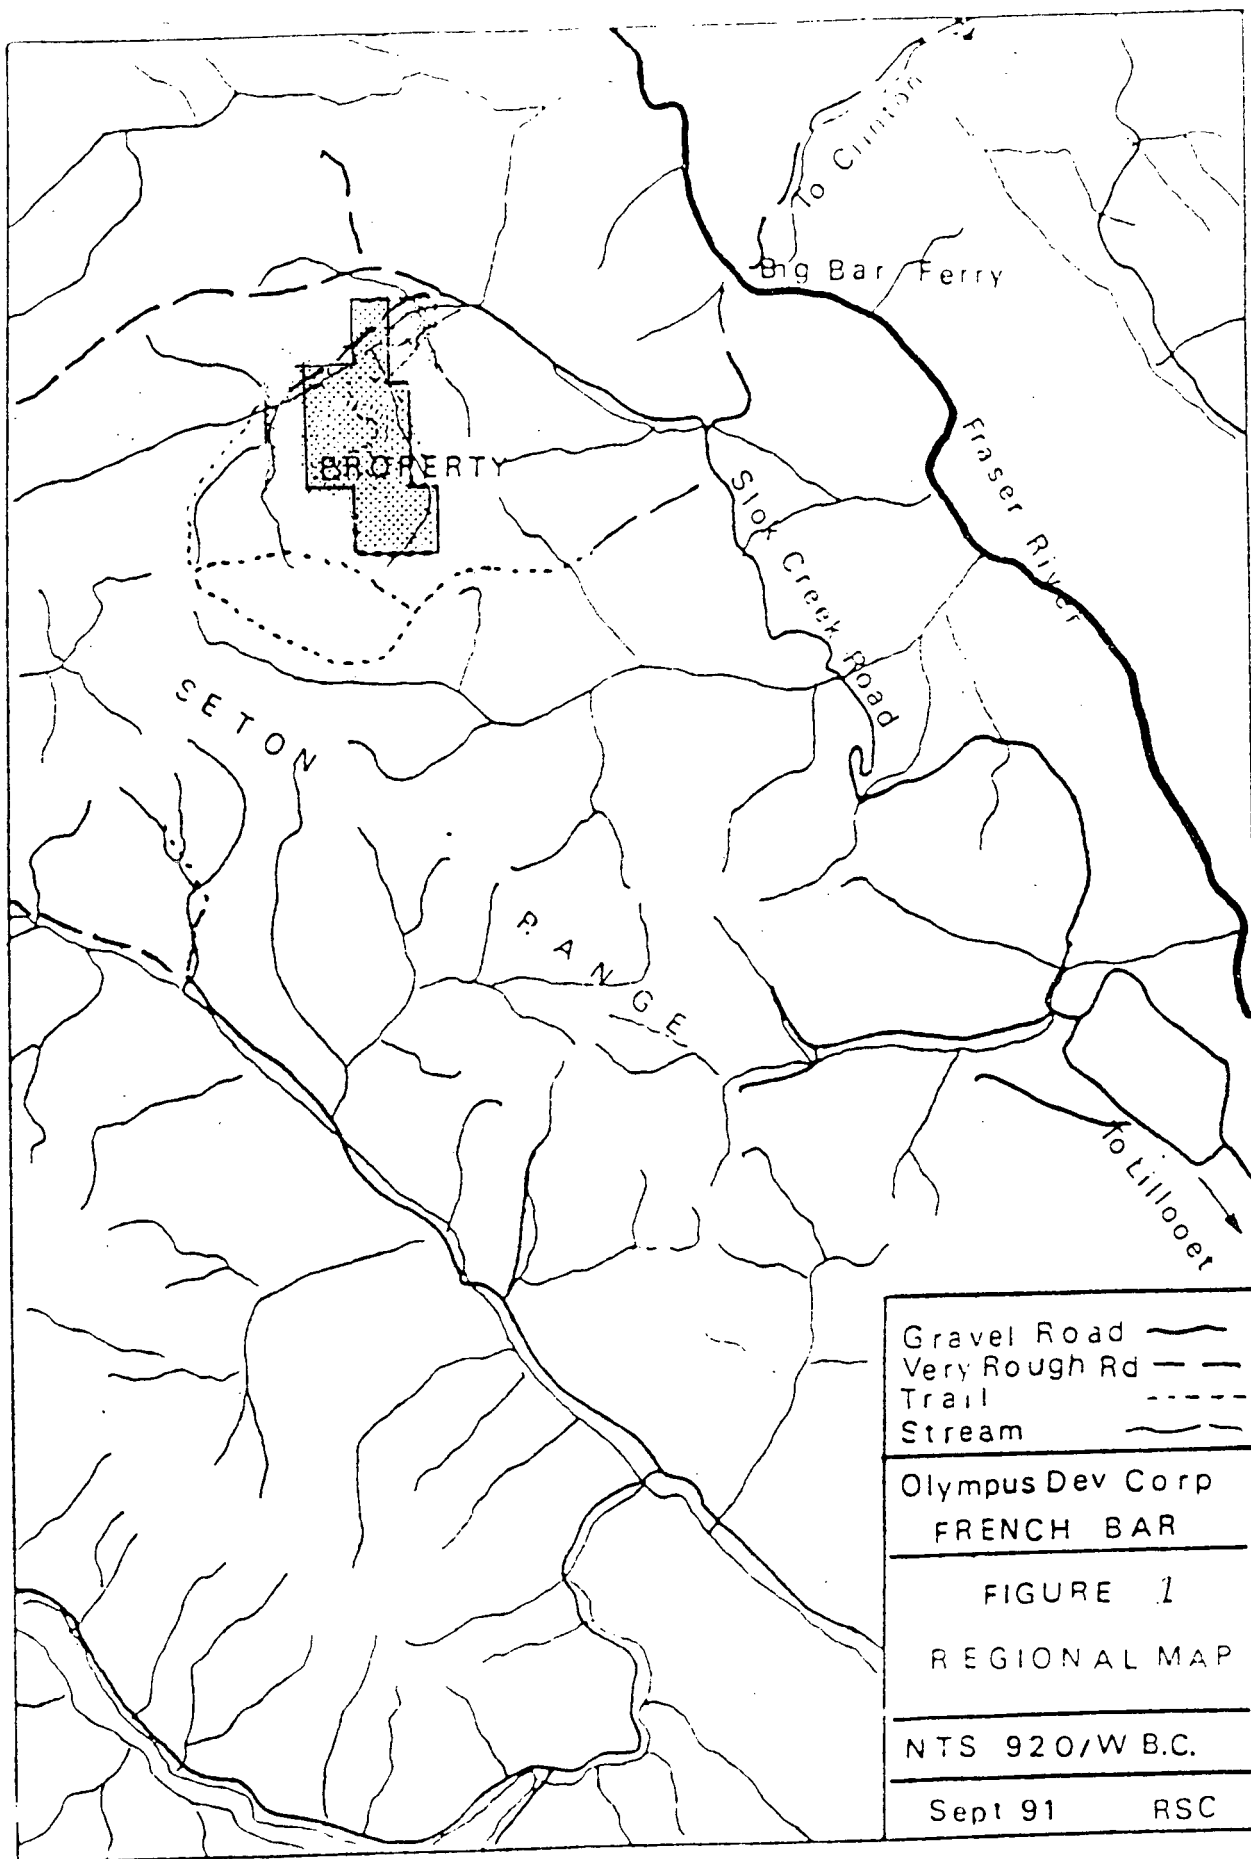 To Clinton
Big Bar Ferry
Fraser River
PROPERTY
Slok Creek Road
SETON
RANGE
To Lillooet
Gravel Road
Very Rough Rd
Trail
Stream
Olympus Dev Corp
FRENCH BAR
FIGURE 1
REGIONAL MAP
NTS 920/W B.C.
Sept 91 RSC